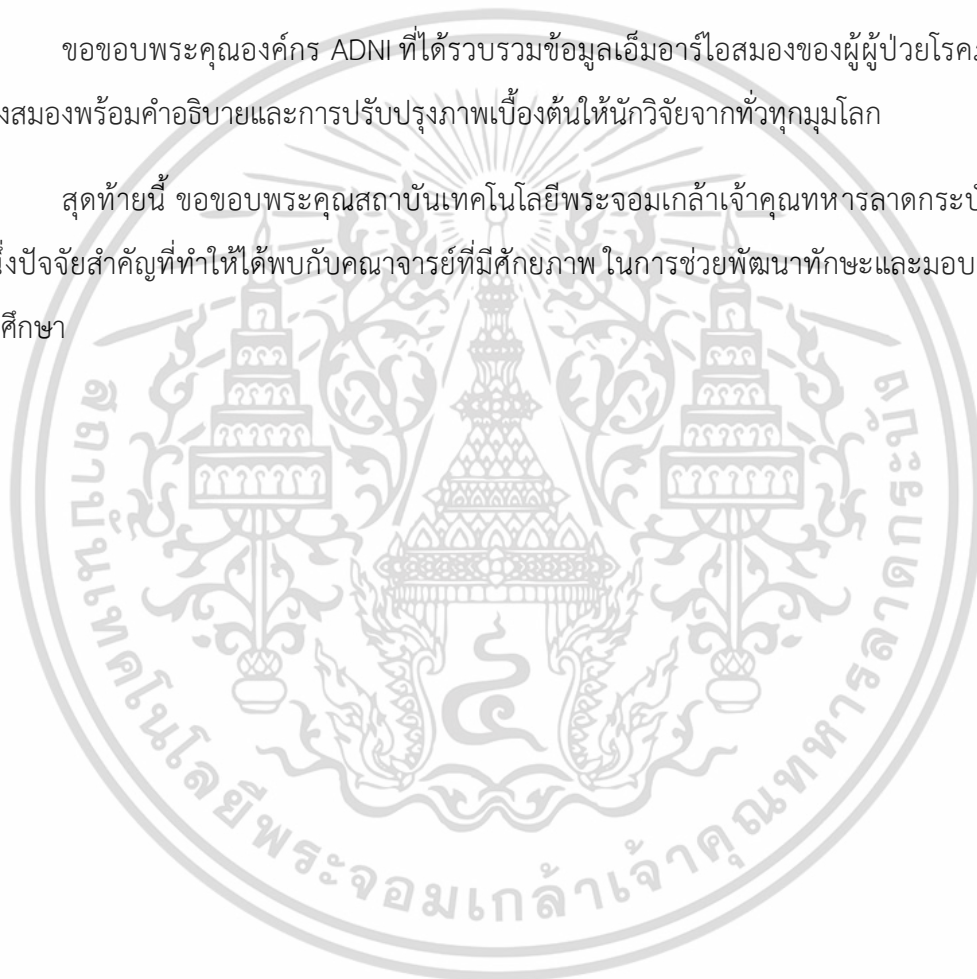 ขอขอบพระคุณองค์กร ADNI ที่ได้รวบรวมข้อมูลเอ็มอาร์ไอสมองของผู้ผู้ป่วยโรค
งสมองพร้อมคำอธิบายและการปรับปรุงภาพเบื้องต้นให้นักวิจัยจากทั่วทุกมุมโลก
สุดท้ายนี้ ขอขอบพระคุณสถาบันเทคโนโลยีพระจอมเกล้าเจ้าคุณทหารลาดกระบั
นึ่งปัจจัยสำคัญที่ทำให้ได้พบกับคณาจารย์ที่มีศักยภาพ ในการช่วยพัฒนาทักษะและมอบ
ศึกษา
สถาบันเทคโนโลยีพระจอมเกล้าเจ้าคุณทหารลาดกระบัง
๔